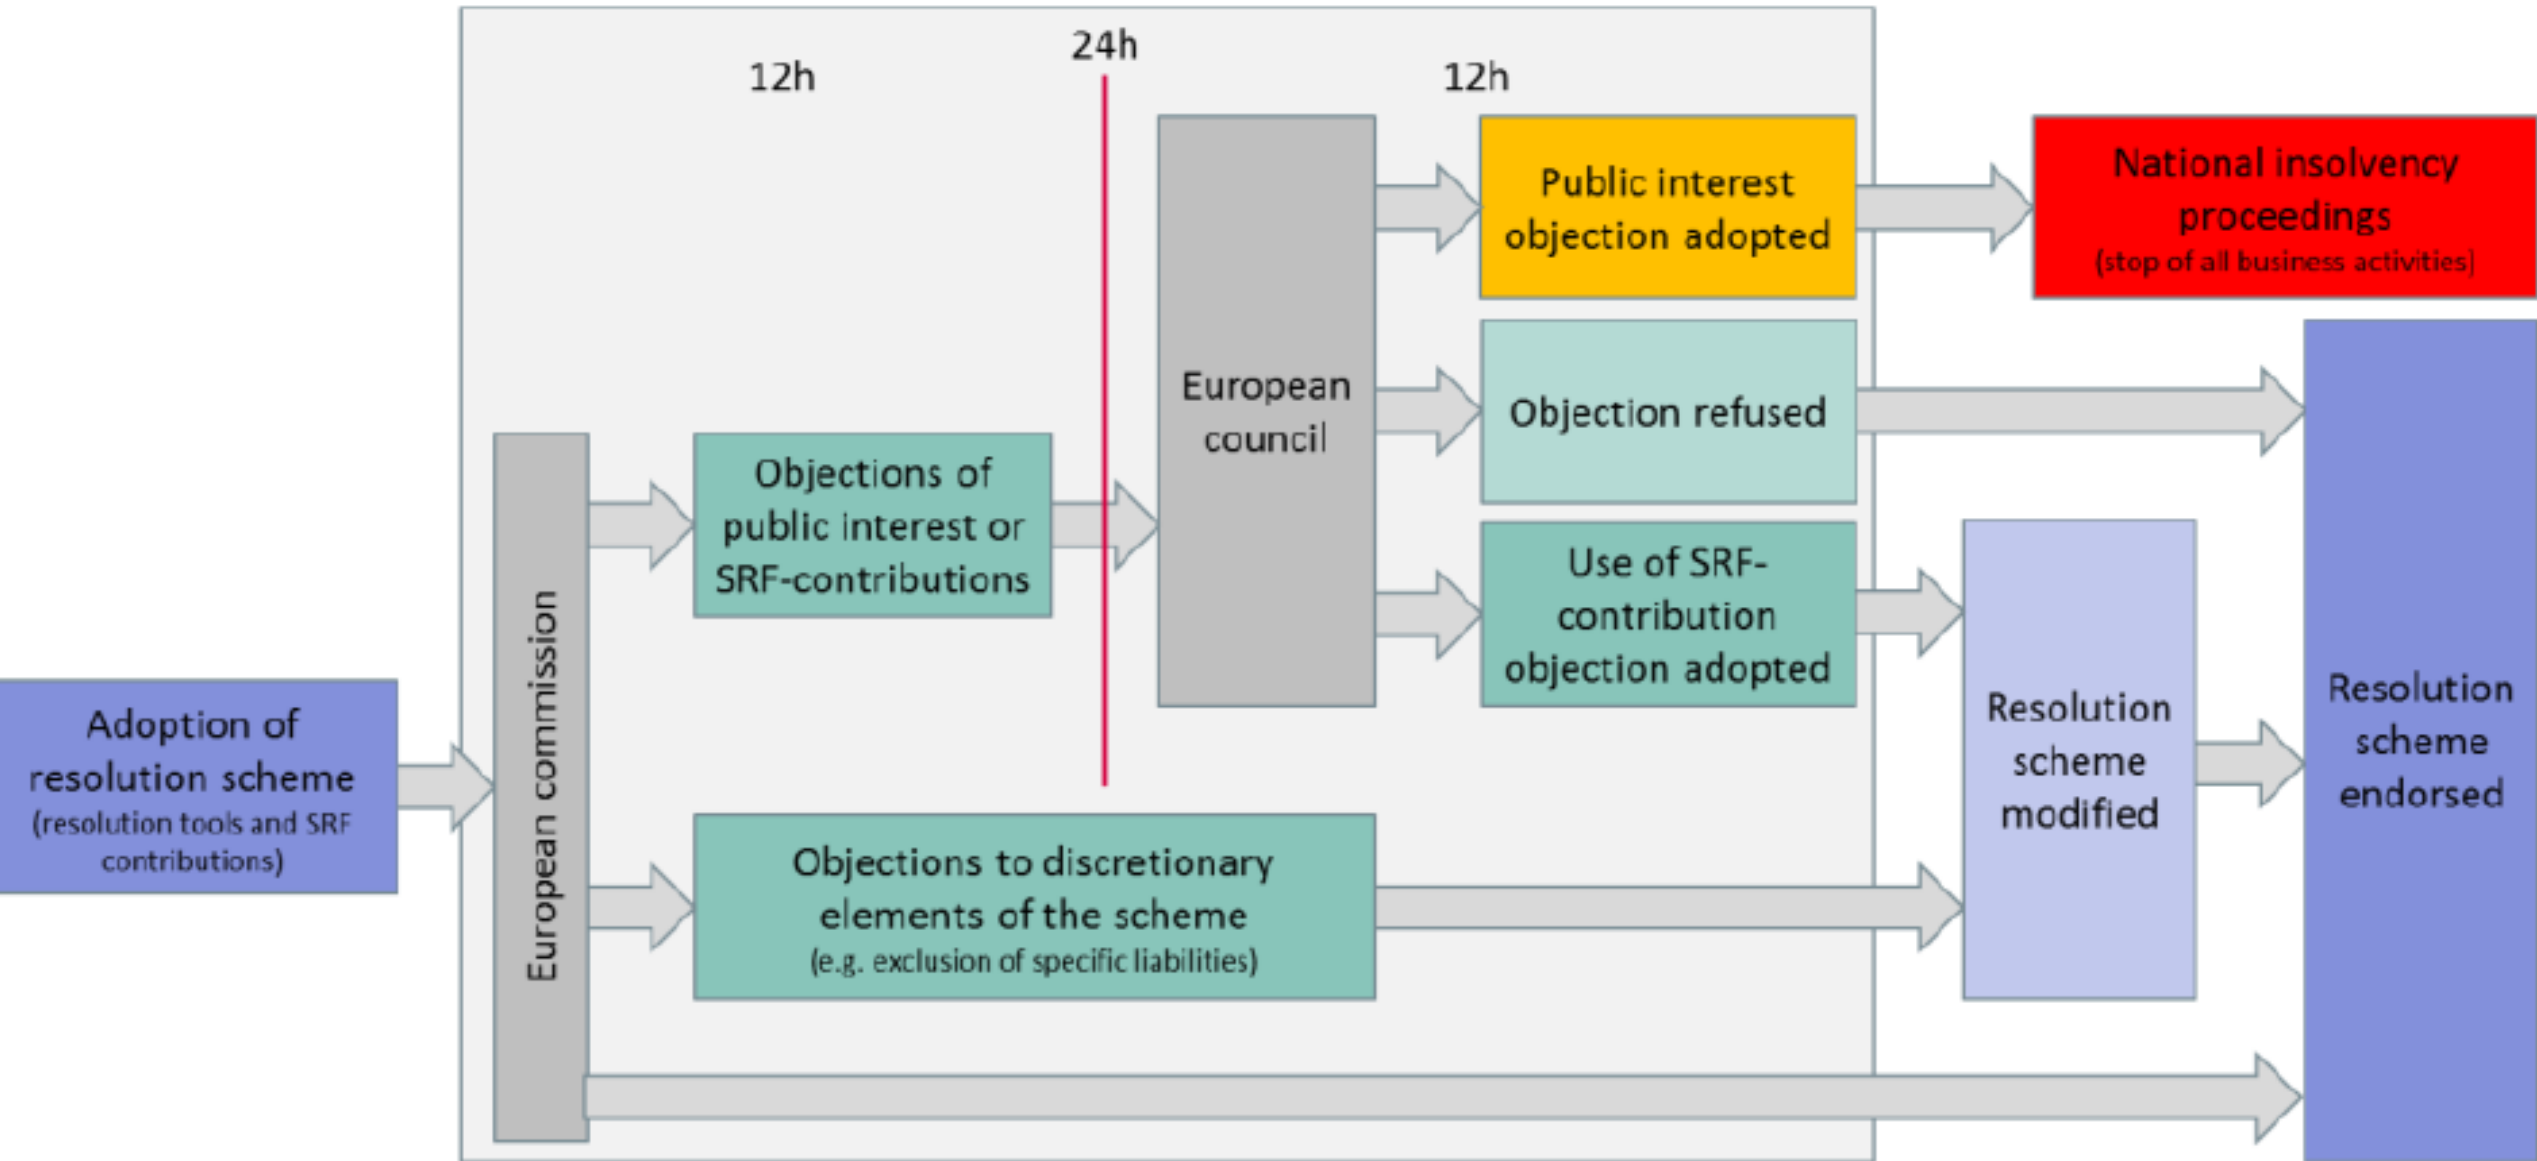 24h
12h
12h
Public interest
objection adopted
National insolvency
proceedings
(stop of all business activities)
European
council
Objection refused
Objections of
public interest or
SRF-contributions
Use of SRF-
contribution
objection adopted
European commission
Adoption of
resolution scheme
(resolution tools and SRF
contributions)
Resolution
scheme
modified
Resolution
scheme
endorsed
Objections to discretionary
elements of the scheme
(e.g. exclusion of specific liabilities)